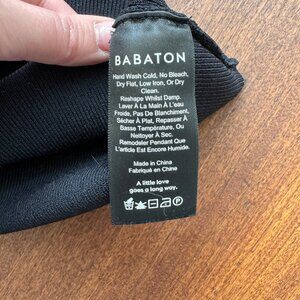 BABATON
Hand Wash Cold, No Bleach,
Dry Flat, Low Iron, Or Dry
Clean.
Reshape Whilst Damp.
Laver À La Main À L'eau
Froide, Pas De Blanchiment,
Sécher À Plat, Repasser À
Basse Température, Ou
Nettoyer À Sec.
Remodeler Pendant Que
L'article Est Encore Humide.
Made in China
Fabriqué en Chine
A little love
goes a long way.